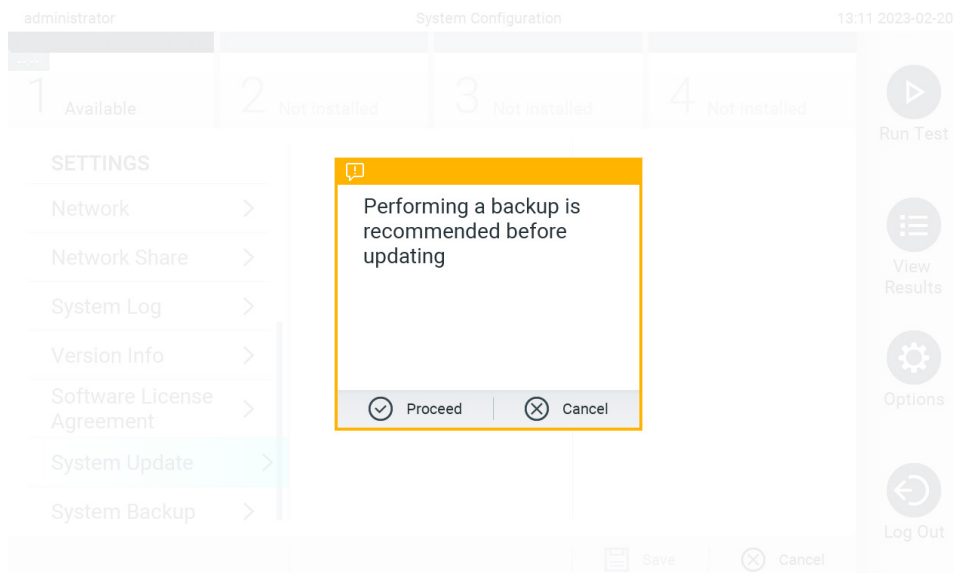 administrator System Configuration 13:11 2023-02-20
1 Available 2 Not installed 3 Not installed 4 Not installed
Run Test
SETTINGS
Network
Network Share
System Log
Version Info
Software License
Agreement
System Update
System Backup
Performing a backup is
recommended before
updating
Proceed Cancel
View
Results
Options
Log Out
Save Cancel